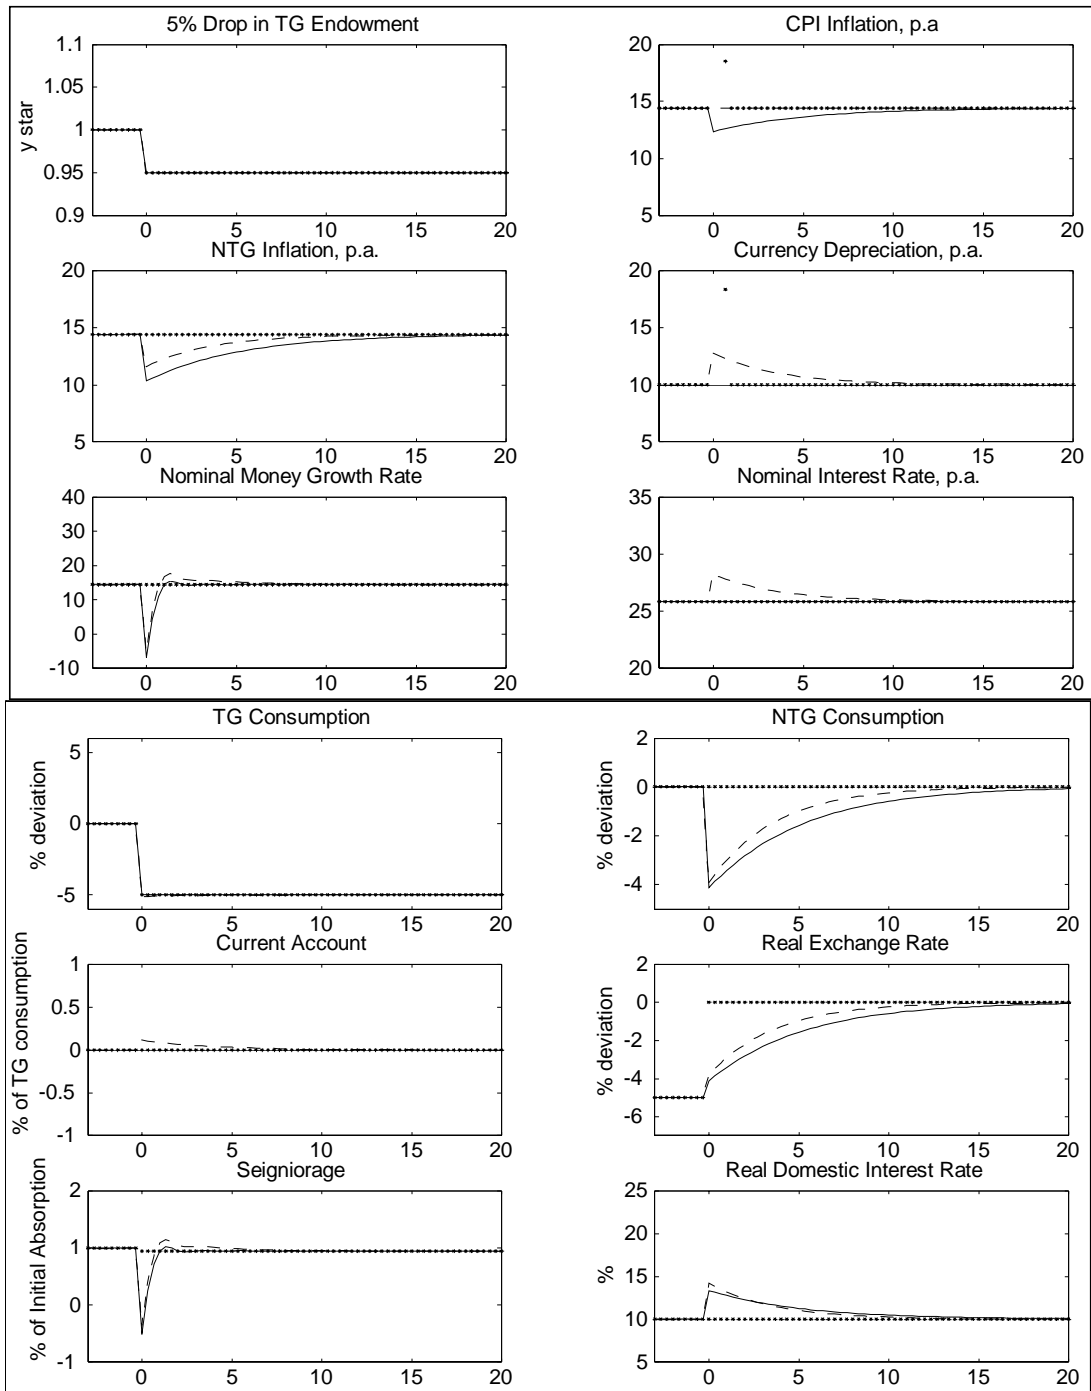 5% Drop in TG Endowment
y star
1.1
1.05
1
0.95
0.9
0 5 10 15 20
CPI Inflation, p.a
20
15
10
5
0 5 10 15 20
NTG Inflation, p.a.
20
15
10
5
0 5 10 15 20
Currency Depreciation, p.a.
20
15
10
5
0 5 10 15 20
Nominal Money Growth Rate
40
30
20
10
0
-10
0 5 10 15 20
Nominal Interest Rate, p.a.
35
30
25
20
0 5 10 15 20
TG Consumption
% deviation
5
0
-5
0 5 10 15 20
NTG Consumption
% deviation
2
0
-2
-4
0 5 10 15 20
Current Account
% of TG consumption
1
0.5
0
-0.5
-1
0 5 10 15 20
Real Exchange Rate
% deviation
2
0
-2
-4
-6
0 5 10 15 20
Seigniorage
% of Initial Absorption
2
1
0
-1
0 5 10 15 20
Real Domestic Interest Rate
%
25
20
15
10
5
0 5 10 15 20